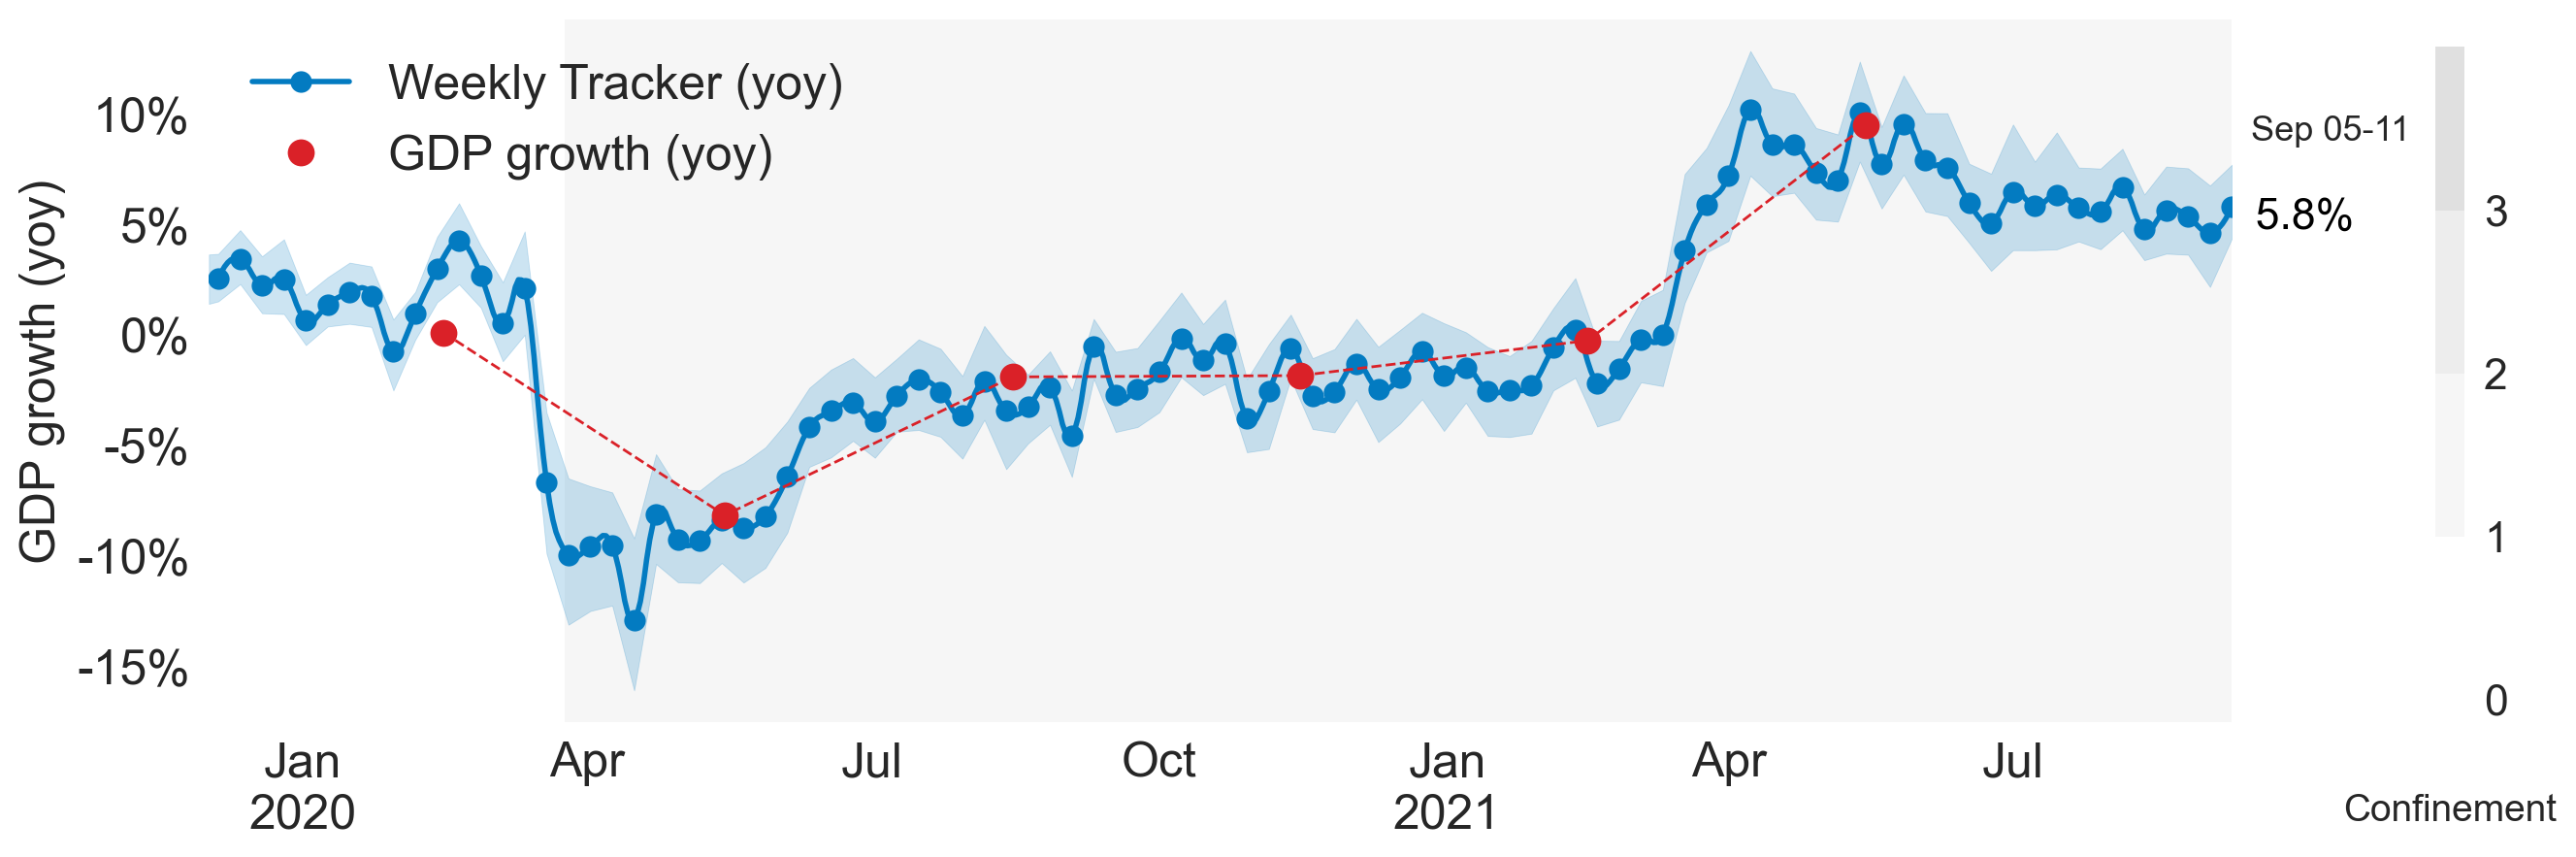 Weekly Tracker (yoy)
GDP growth (yoy)
GDP growth (yoy)
10%
5%
0%
-5%
-10%
-15%
Jan
2020
Apr
Jul
Oct
Jan
2021
Apr
Jul
Sep 05-11
5.8%
3
2
1
0
Confinement